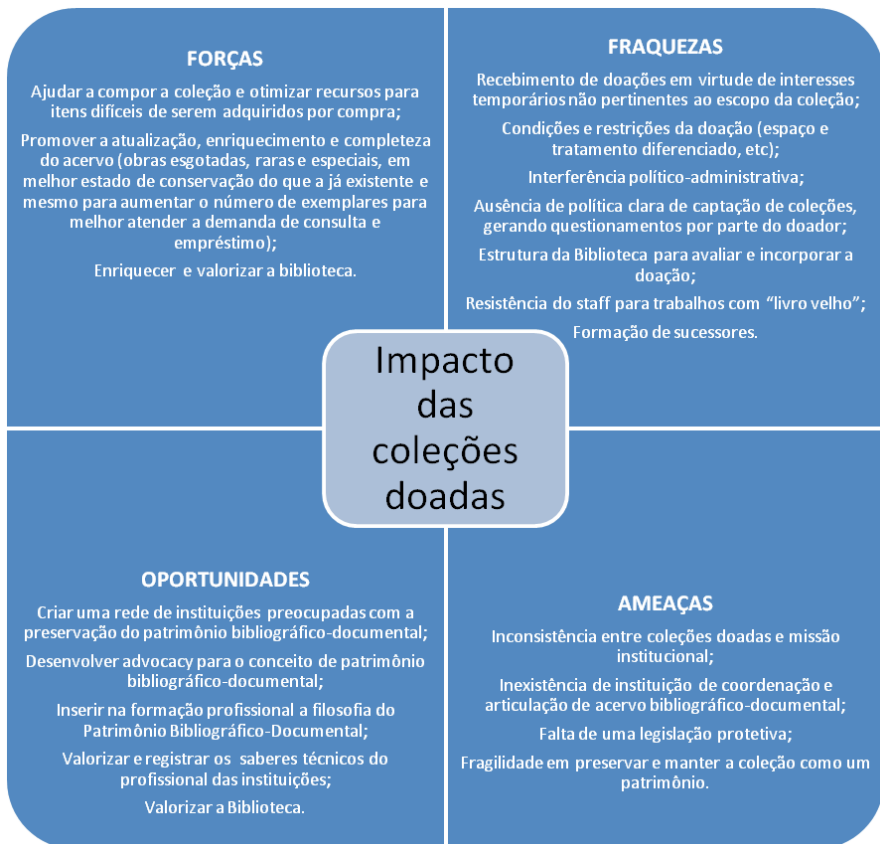 FORÇAS
Ajudar a compor a coleção e otimizar recursos para
itens difíceis de serem adquiridos por compra;
Promover a atualização, enriquecimento e completeza
do acervo (obras esgotadas, raras e especiais, em
melhor estado de conservação do que a já existente e
mesmo para aumentar o número de exemplares para
melhor atender a demanda de consulta e
empréstimo);
Enriquecer e valorizar a biblioteca.
FRAQUEZAS
Recebimento de doações em virtude de interesses
temporários não pertinentes ao escopo da coleção;
Condições e restrições da doação (espaço e
tratamento diferenciado, etc);
Interferência político-administrativa;
Ausência de política clara de captação de coleções,
gerando questionamentos por parte do doador;
Estrutura da Biblioteca para avaliar e incorporar a
doação;
Resistência do staff para trabalhos com “livro velho”;
Formação de sucessores.
Impacto
das
coleções
doadas
OPORTUNIDADES
Criar uma rede de instituições preocupadas com a
preservação do patrimônio bibliográfico-documental;
Desenvolver advocacy para o conceito de patrimônio
bibliográfico-documental;
Inserir na formação profissional a filosofia do
Patrimônio Bibliográfico-Documental;
Valorizar e registrar os saberes técnicos do
profissional das instituições;
Valorizar a Biblioteca.
AMEAÇAS
Inconsistência entre coleções doadas e missão
institucional;
Inexistência de instituição de coordenação e
articulação de acervo bibliográfico-documental;
Falta de uma legislação protetiva;
Fragilidade em preservar e manter a coleção como um
patrimônio.